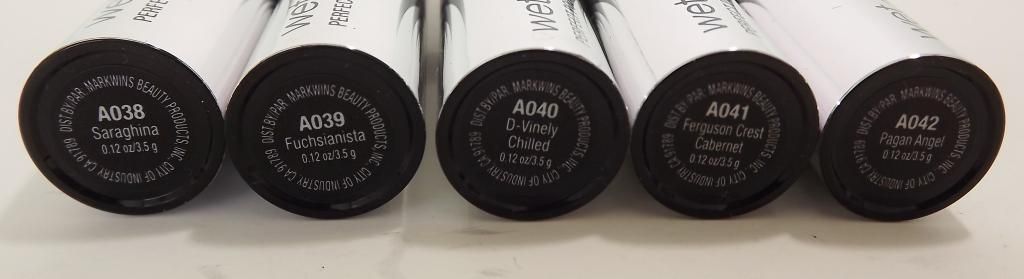 wet
PERFEC
DIST.BY/PAR. MARKWINS BEAUTY PRODUCTS, INC. CITY OF INDUSTRY, CA 91789
A038
Saraghina
0.12 oz/3.5 g
wet
PERFEC
DIST.BY/PAR. MARKWINS BEAUTY PRODUCTS, INC. CITY OF INDUSTRY, CA 91789
A039
Fuchsianista
0.12 oz/3.5 g
wet
DIST.BY/PAR. MARKWINS BEAUTY PRODUCTS, INC. CITY OF INDUSTRY, CA 91789
A040
D-Vinely
Chilled
0.12 oz/3.5 g
wet
DIST.BY/PAR. MARKWINS BEAUTY PRODUCTS, INC. CITY OF INDUSTRY, CA 91789
A041
Ferguson Crest
Cabernet
0.12 oz/3.5 g
DIST.BY/PAR. MARKWINS BEAUTY PRODUCTS, INC. CITY OF INDUSTRY, CA 91789
A042
Pagan Angel
0.12 oz/3.5 g